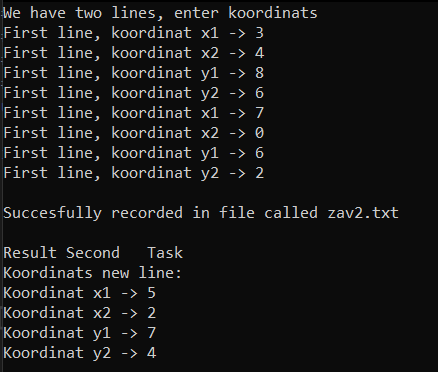 We have two lines, enter koordinats
First line, koordinat x1 -> 3
First line, koordinat x2 -> 4
First line, koordinat y1 -> 8
First line, koordinat y2 -> 6
First line, koordinat x1 -> 7
First line, koordinat x2 -> 0
First line, koordinat y1 -> 6
First line, koordinat y2 -> 2
Succesfully recorded in file called zav2.txt
Result Second   Task
Koordinats new line:
Koordinat x1 -> 5
Koordinat x2 -> 2
Koordinat y1 -> 7
Koordinat y2 -> 4